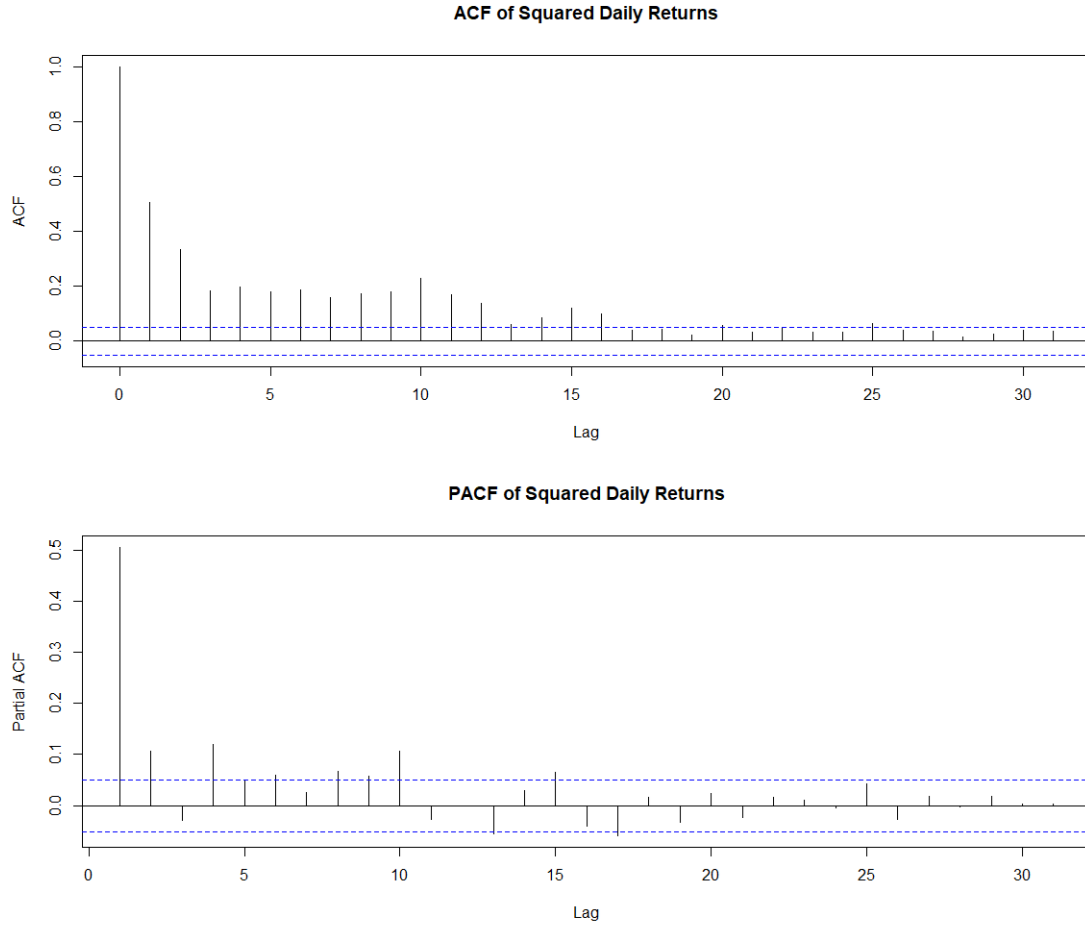 ACF of Squared Daily Returns
1.0
0.8
0.6
0.4
0.2
0.0
ACF
0 5 10 15 20 25 30
Lag
PACF of Squared Daily Returns
0.5
0.4
0.3
0.2
0.1
0.0
Partial ACF
0 5 10 15 20 25 30
Lag